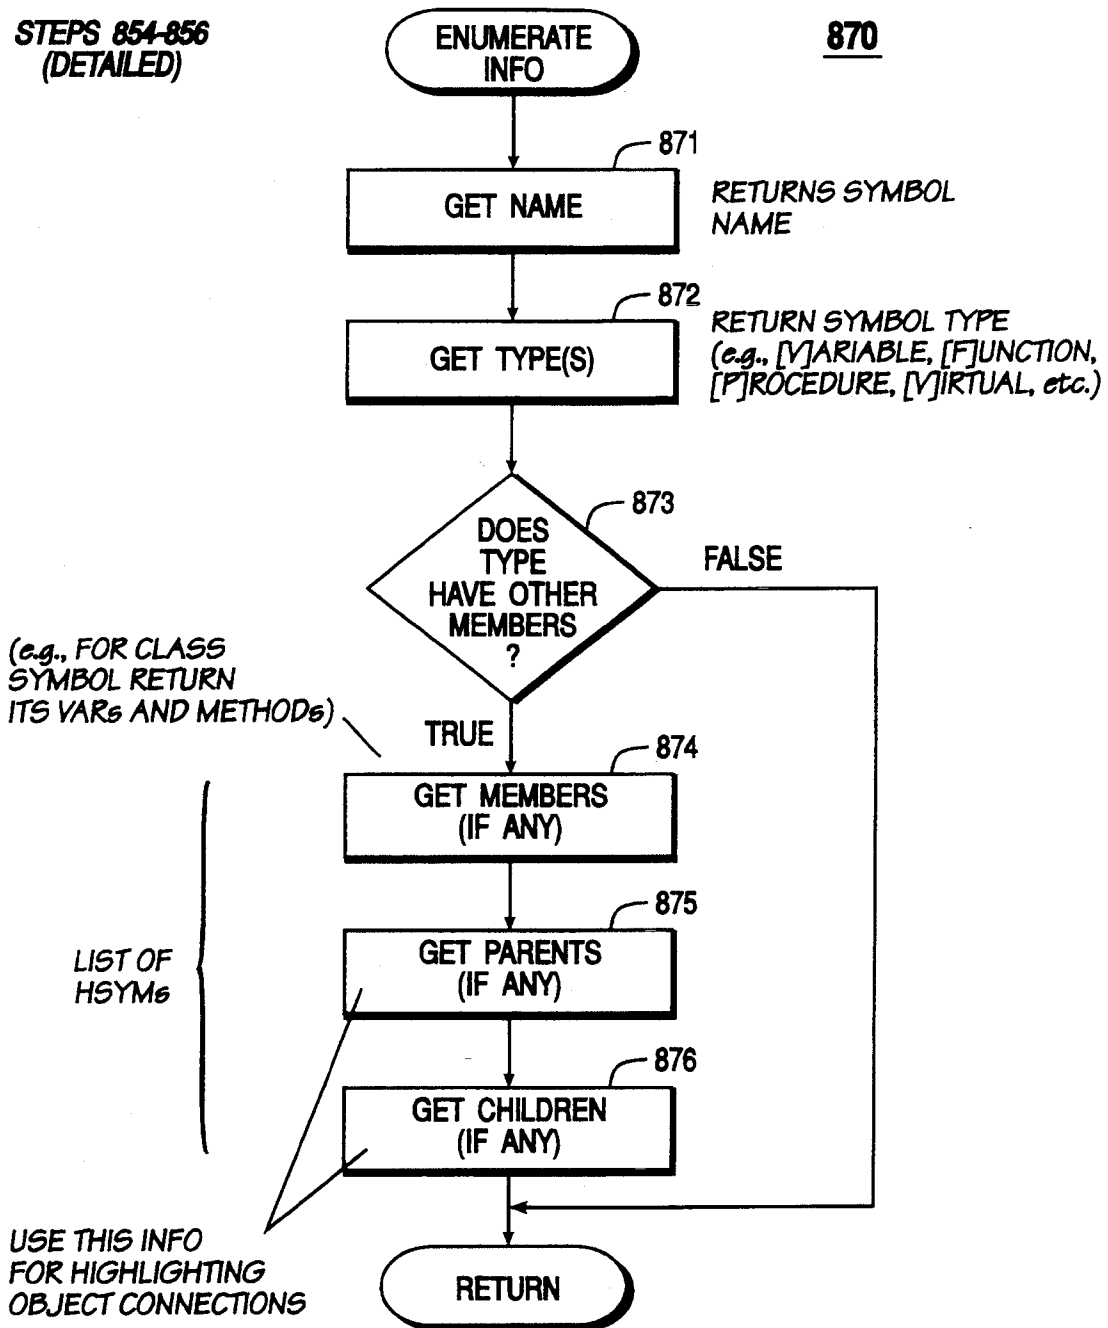 STEPS 854-856
(DETAILED)
ENUMERATE
INFO
870
871
GET NAME
RETURNS SYMBOL
NAME
872
GET TYPE(S)
RETURN SYMBOL TYPE
(e.g., [V]ARIABLE, [F]UNCTION,
[P]ROCEDURE, [V]IRTUAL, etc.)
873
DOES
TYPE
HAVE OTHER
MEMBERS
?
FALSE
(e.g., FOR CLASS
SYMBOL RETURN
ITS VARs AND METHODs)
TRUE
874
GET MEMBERS
(IF ANY)
875
GET PARENTS
(IF ANY)
LIST OF
HSYMs
876
GET CHILDREN
(IF ANY)
USE THIS INFO
FOR HIGHLIGHTING
OBJECT CONNECTIONS
RETURN